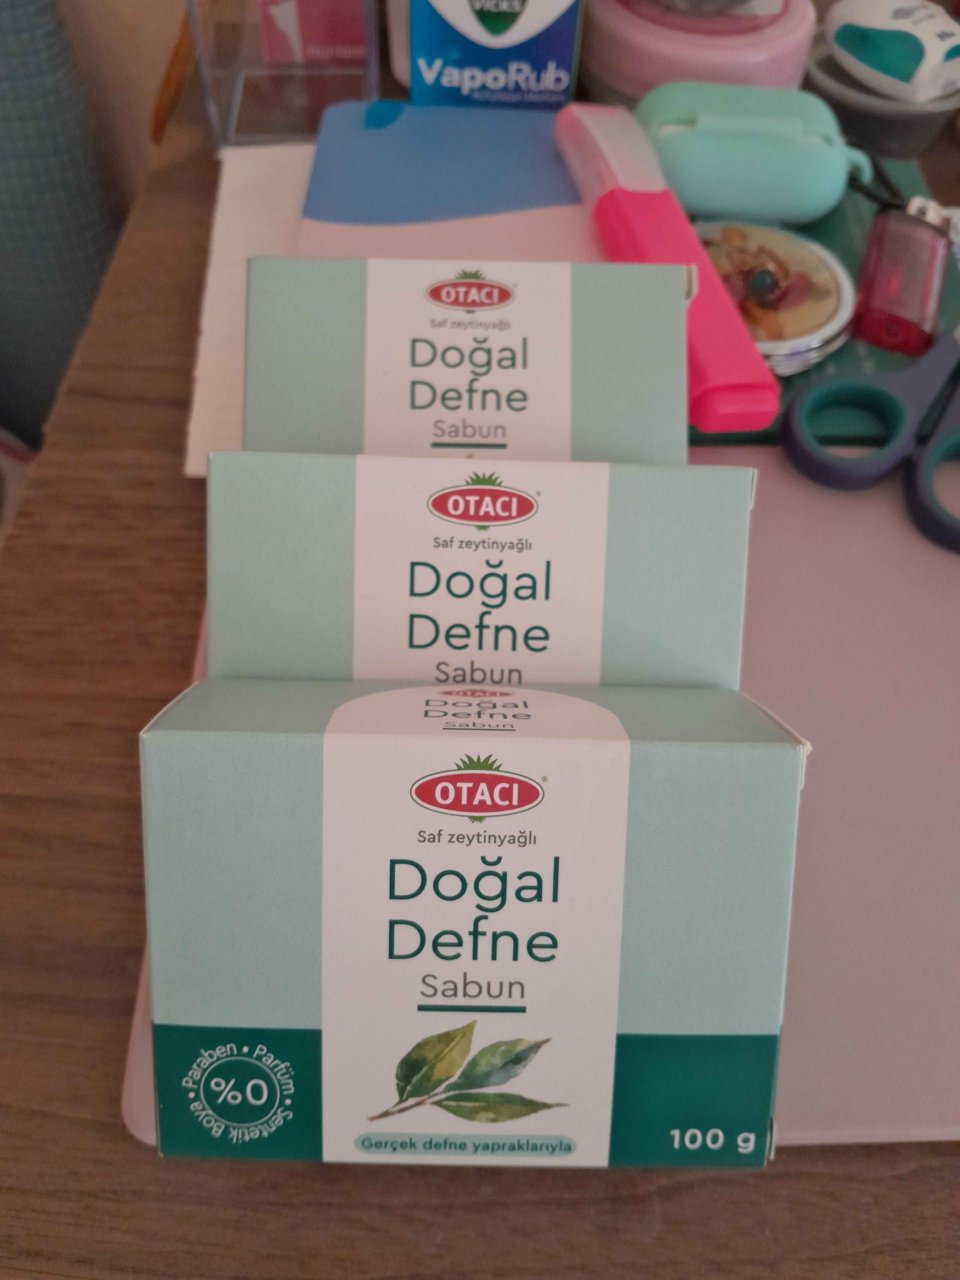 VICKS
VapoRub
OTACI
Saf zeytinyağlı
Doğal
Defne
Sabun
OTACI
Saf zeytinyağlı
Doğal
Defne
Sabun
OTACI
Doğal
Defne
Sabun
OTACI
Saf zeytinyağlı
Doğal
Defne
Sabun
Paraben • Parfüm • Sentetik Boya •
%0
Gerçek defne yapraklarıyla
100 g